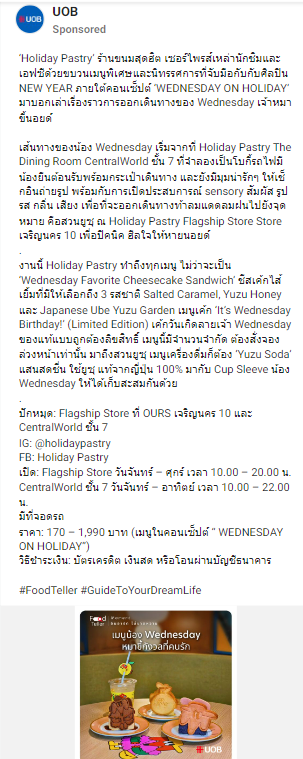 UOB
Sponsored
'Holiday Pastry' ร้านขนมสุดฮิต เซอร์ไพรส์เหล่านักชิมและ
เอฟซีด้วยขบวนเมนูพิเศษและนิทรรศการที่จับมือกับกับศิลปิน
NEW YEAR ภายใต้คอนเซ็ปต์ 'WEDNESDAY ON HOLIDAY'
มาบอกเล่าเรื่องราวการออกเดินทางของ Wednesday เจ้าหมา
ขี้นอยด์
.
เส้นทางของน้อง Wednesday เริ่มจากที่ Holiday Pastry The
Dining Room CentralWorld ชั้น 7 ที่จำลองเป็นโบกี้รถไฟมี
น้องยืนต้อนรับพร้อมกระเป๋าเดินทาง และยังมีมุมน่ารักๆ ให้เช็
กอินถ่ายรูป พร้อมกับการเปิดประสบการณ์ sensory สัมผัส รูป
รส กลิ่น เสียง เพื่อที่จะออกเดินทางทำลมแดดลมฝนไปยังจุด
หมาย คือสวนยูซุ ณ Holiday Pastry Flagship Store Store
เจริญนคร 10 เพื่อปิคนิค ฮีลใจให้หายนอยด์
.
งานนี้ Holiday Pastry ทำถึงทุกเมนู ไม่ว่าจะเป็น
'Wednesday Favorite Cheesecake Sandwich' ชีสเค้กไส้
เยิ้มที่มีให้เลือกถึง 3 รสชาติ Salted Caramel, Yuzu Honey
และ Japanese Ube Yuzu Garden เมนูเค้ก 'It's Wednesday
Birthday!' (Limited Edition) เค้กวันเกิดลายเจ้า Wednesday
ของแท้แบบถูกต้องลิขสิทธิ์ เมนูนี้มีจำนวนจำกัด ต้องสั่งจอง
ล่วงหน้าเท่านั้น มาถึงสวนยูซุ เมนูเครื่องดื่มก็ต้อง 'Yuzu Soda'
แสนสดชื่น ใช้ยูซุ แท้จากญี่ปุ่น 100% มากับ Cup Sleeve น้อง
Wednesday ให้ได้เก็บสะสมกันด้วย
.
ปักหมุด: Flagship Store ที่ OURS เจริญนคร 10 และ
CentralWorld ชั้น 7
IG: @holidaypastry
FB: Holiday Pastry
เปิด: Flagship Store วันจันทร์ – ศุกร์ เวลา 10.00 – 20.00 น.
CentralWorld ชั้น 7 วันจันทร์ – อาทิตย์ เวลา 10.00 – 22.00
น.
มีที่จอดรถ
ราคา: 170 – 1,990 บาท (เมนูในคอนเซ็ปต์ " WEDNESDAY
ON HOLIDAY")
วิธีชำระเงิน: บัตรเครดิต เงินสด หรือโอนผ่านบัญชีธนาคาร
#FoodTeller #GuideToYourDreamLife
Food
Teller
เมนูน้อง Wednesday
หมาขี้กังวลที่คนรัก
UOB